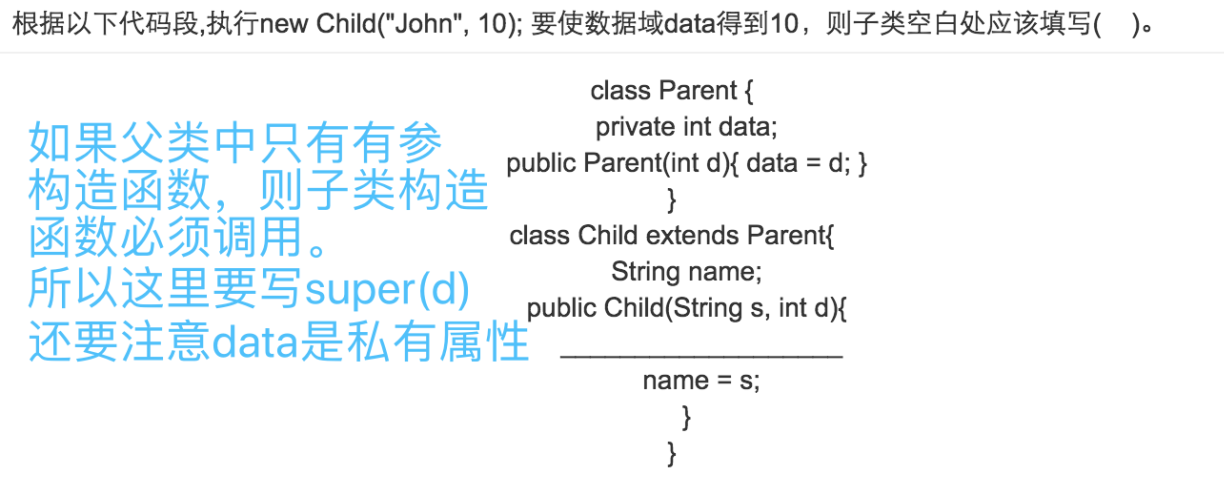 根据以下代码段,执行new Child("John", 10); 要使数据域data得到10，则子类空白处应该填写( )。
class Parent {
private int data;
public Parent(int d){ data = d; }
}
class Child extends Parent{
String name;
public Child(String s, int d){
____________________
name = s;
}
}
如果父类中只有有参
构造函数，则子类构造
函数必须调用。
所以这里要写super(d)
还要注意data是私有属性